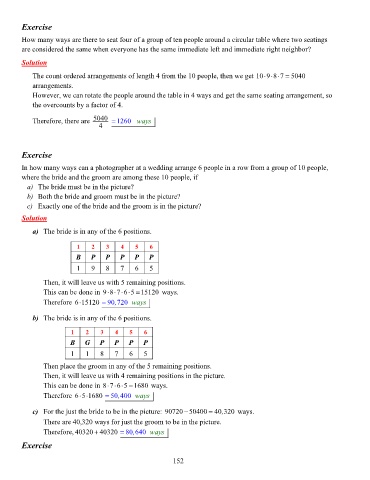 Exercise
How many ways are there to seat four of a group of ten people around a circular table where two seatings
are considered the same when everyone has the same immediate left and immediate right neighbor?
Solution
The count ordered arrangements of length 4 from the 10 people, then we get 10·9·8·7 = 5040
arrangements.
However, we can rotate the people around the table in 4 ways and get the same seating arrangement, so
the overcounts by a factor of 4.
Therefore, there are 5040/4 = 1260 ways
Exercise
In how many ways can a photographer at a wedding arrange 6 people in a row from a group of 10 people,
where the bride and the groom are among these 10 people, if
a) The bride must be in the picture?
b) Both the bride and groom must be in the picture?
c) Exactly one of the bride and the groom is in the picture?
Solution
a) The bride is in any of the 6 positions.
1 2 3 4 5 6
B P P P P P
1 9 8 7 6 5
Then, it will leave us with 5 remaining positions.
This can be done in 9·8·7·6·5 = 15120 ways.
Therefore 6·15120 = 90,720 ways
b) The bride is in any of the 6 positions.
1 2 3 4 5 6
B G P P P P
1 1 8 7 6 5
Then place the groom in any of the 5 remaining positions.
Then, it will leave us with 4 remaining positions in the picture.
This can be done in 8·7·6·5 = 1680 ways.
Therefore 6·5·1680 = 50,400 ways
c) For the just the bride to be in the picture: 90720 − 50400 = 40,320 ways.
There are 40,320 ways for just the groom to be in the picture.
Therefore, 40320 + 40320 = 80,640 ways
Exercise
152